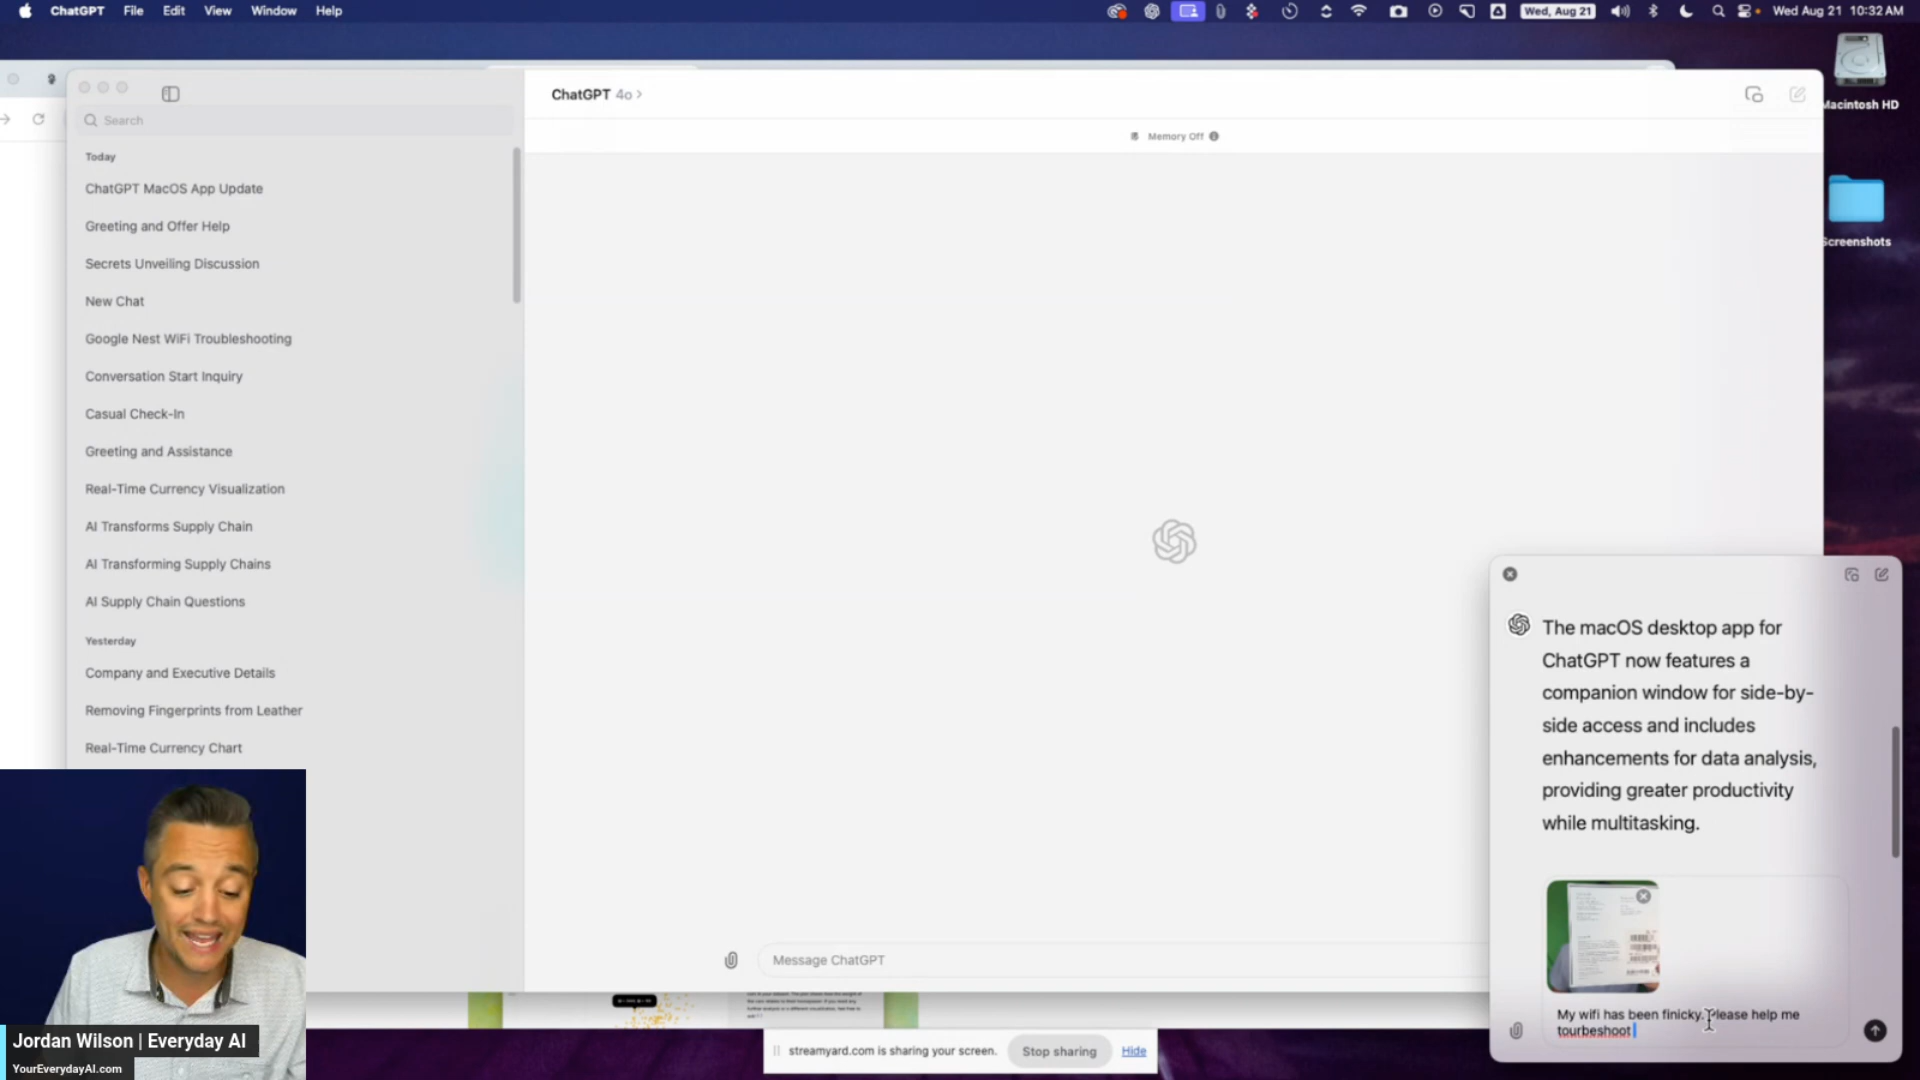 ChatGPT File Edit View Window Help
Wed, Aug 21
Wed Aug 21 10:32 AM
Macintosh HD
Screenshots
Search
Today
ChatGPT MacOS App Update
Greeting and Offer Help
Secrets Unveiling Discussion
New Chat
Google Nest WiFi Troubleshooting
Conversation Start Inquiry
Casual Check-In
Greeting and Assistance
Real-Time Currency Visualization
AI Transforms Supply Chain
AI Transforming Supply Chains
AI Supply Chain Questions
Yesterday
Company and Executive Details
Removing Fingerprints from Leather
Real-Time Currency Chart
ChatGPT 4o >
Memory Off
Message ChatGPT
The macOS desktop app for
ChatGPT now features a
companion window for side-by-
side access and includes
enhancements for data analysis,
providing greater productivity
while multitasking.
My wifi has been finicky. Please help me
tourbeshoot
streamyard.com is sharing your screen.
Stop sharing
Hide
Jordan Wilson | Everyday AI
YourEverydayAI.com